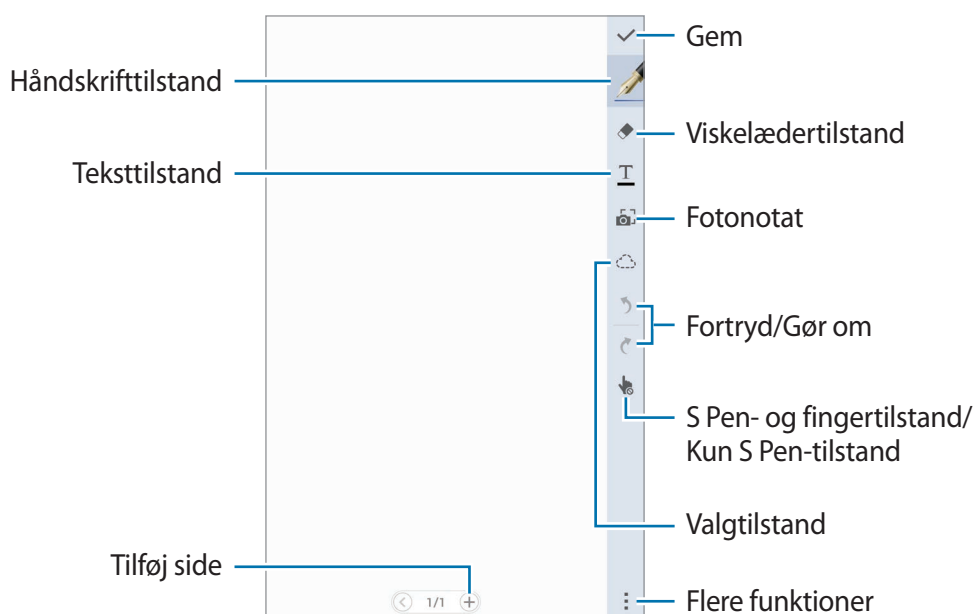 Gem
Håndskrifttilstand
Viskelædertilstand
Teksttilstand
T
Fotonotat
Fortryd/Gør om
S Pen- og fingertilstand/
Kun S Pen-tilstand
Valgtilstand
Tilføj side
1/1
Flere funktioner